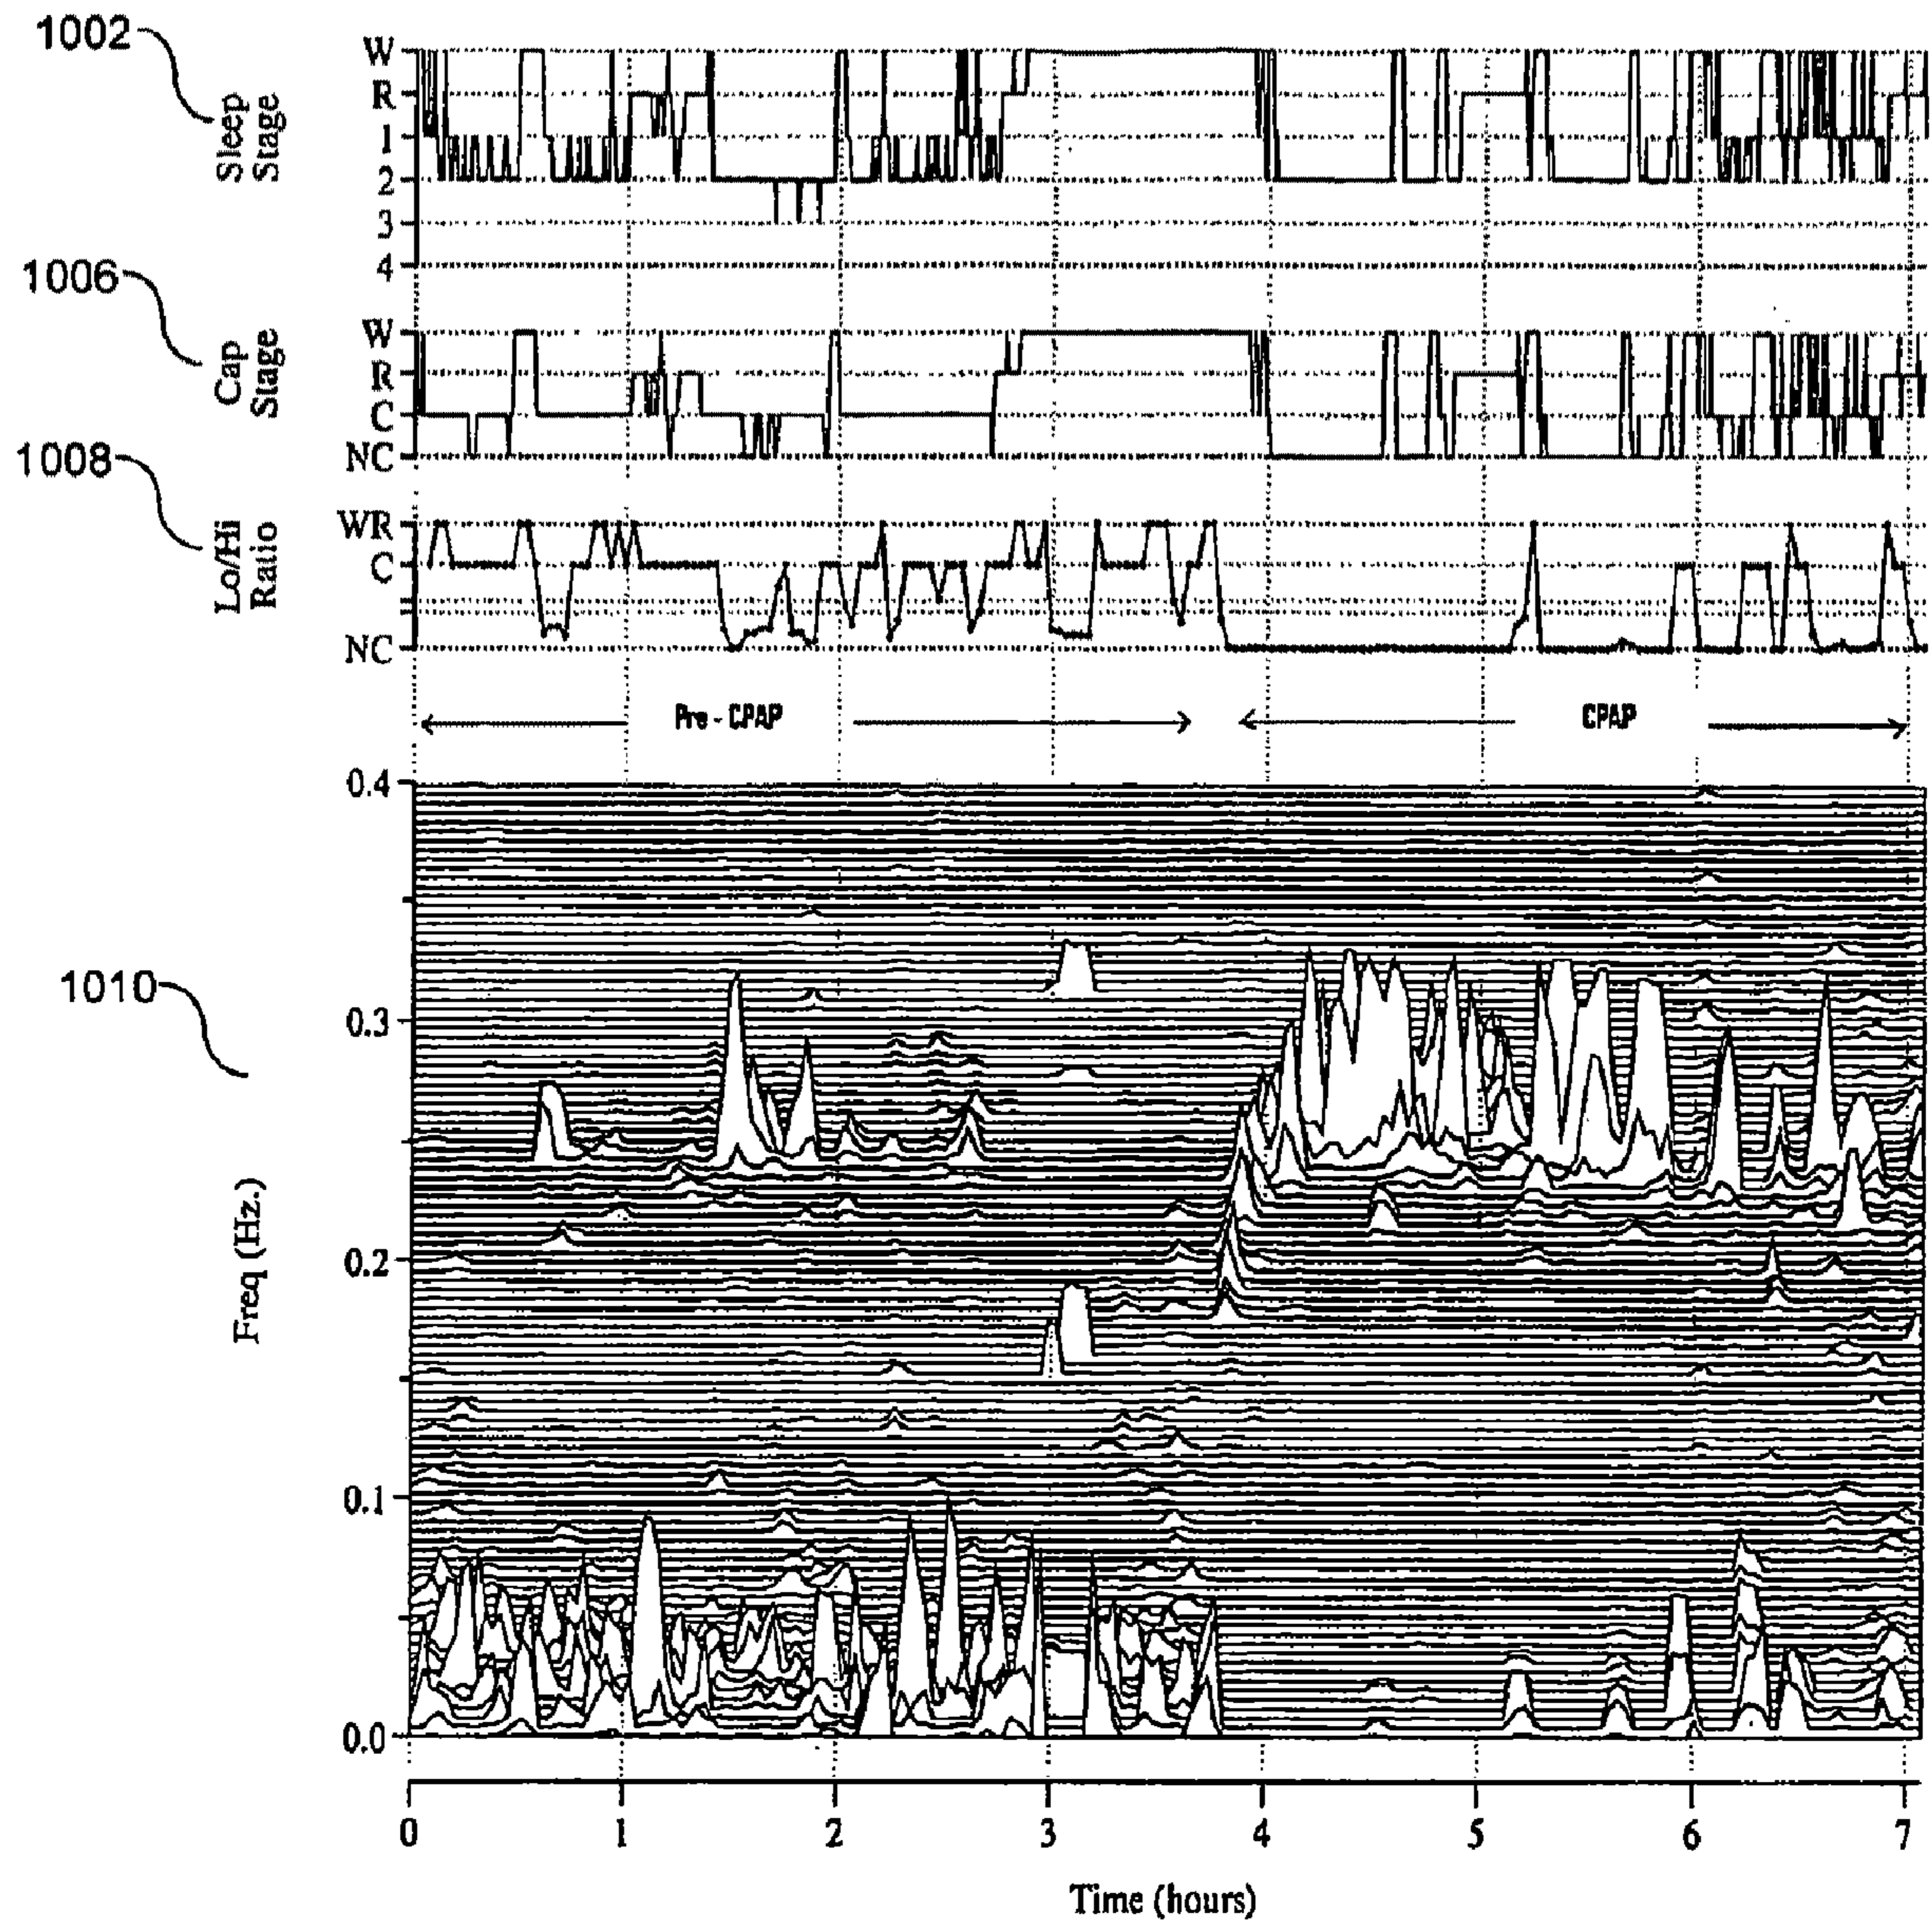 1002
Sleep
Stage
W
R
1
2
3
4
1006
Cap
Stage
W
R
C
NC
1008
Lo/Hi
Ratio
WR
C
NC
Pre - CPAP
CPAP
1010
Freq (Hz.)
0.4
0.3
0.2
0.1
0.0
0 1 2 3 4 5 6 7
Time (hours)